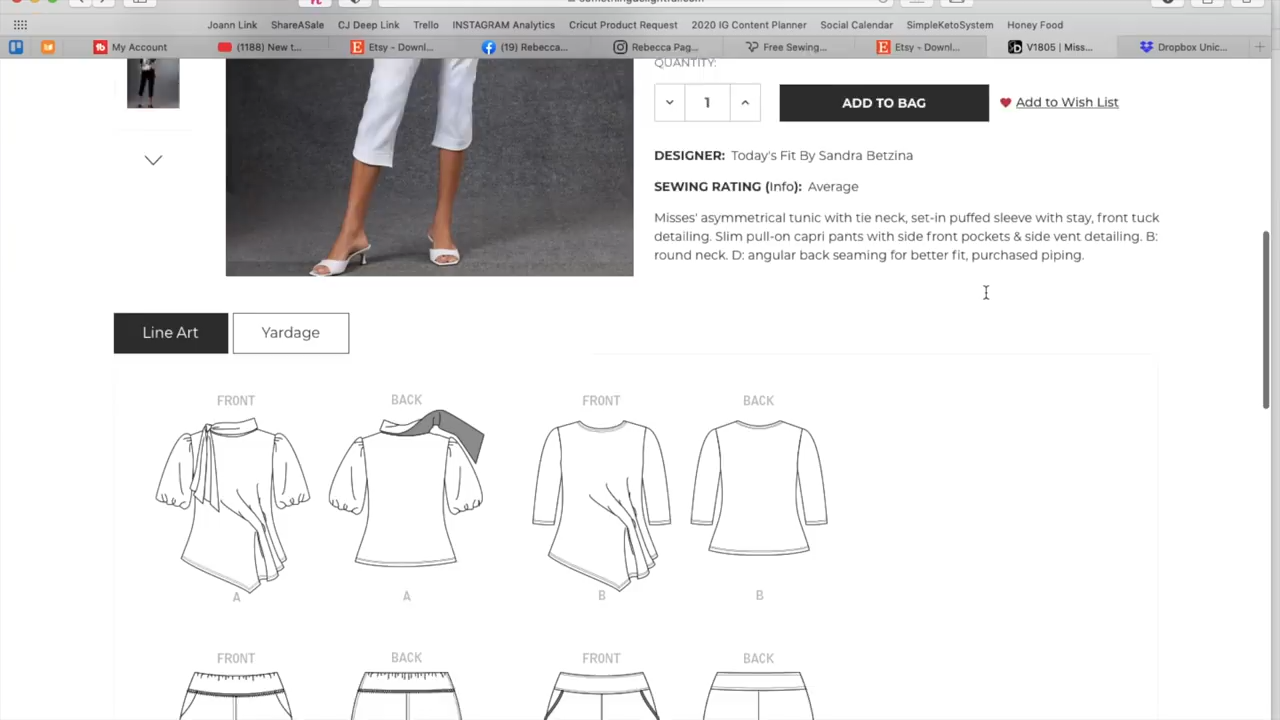 Joann Link ShareASale CJ Deep Link Trello INSTAGRAM Analytics Cricut Product Request 2020 IG Content Planner Social Calendar SimpleKetoSystem Honey Food
My Account (1188) New t... Etsy - Downl... (19) Rebecca... Rebecca Pag... Free Sewing... Etsy – Downl... V1805 | Miss... Dropbox Unic...
QUANTITY:
1 ADD TO BAG Add to Wish List
DESIGNER: Today's Fit By Sandra Betzina
SEWING RATING (Info): Average
Misses' asymmetrical tunic with tie neck, set-in puffed sleeve with stay, front tuck
detailing. Slim pull-on capri pants with side front pockets & side vent detailing. B:
round neck. D: angular back seaming for better fit, purchased piping.
Line Art Yardage
FRONT BACK FRONT BACK
A A B B
FRONT BACK FRONT BACK